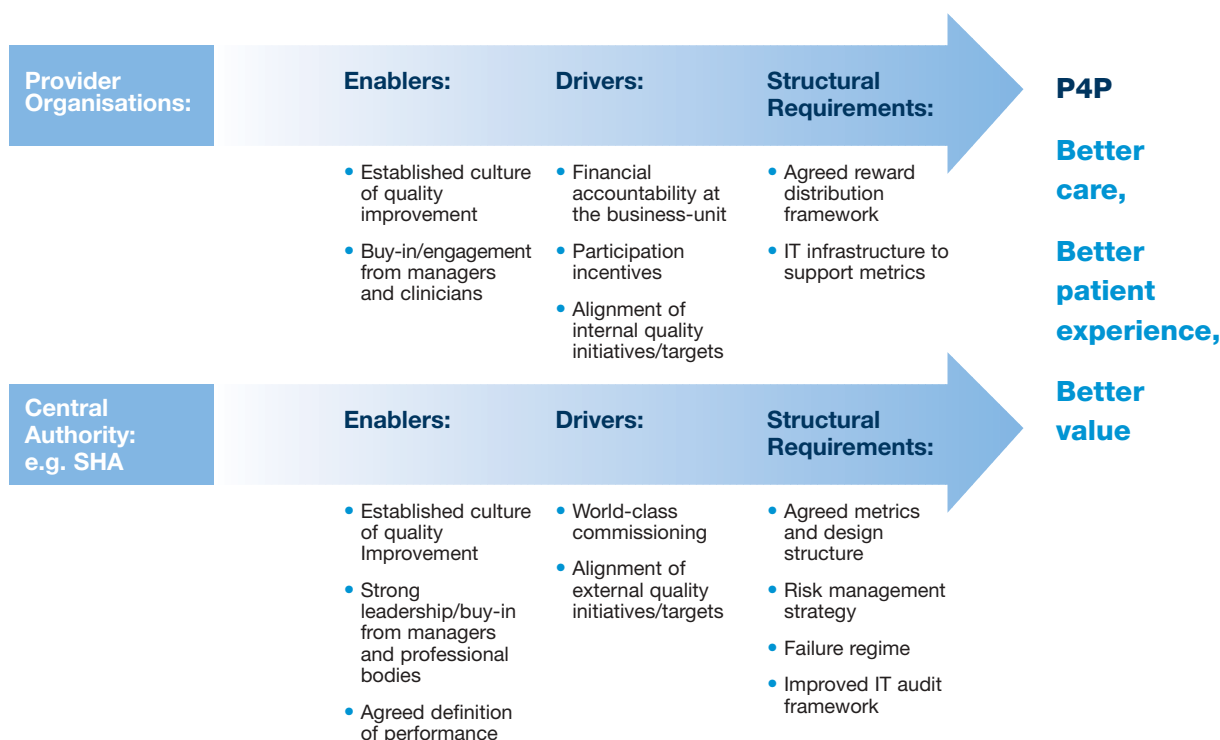 Provider
Organisations:
Enablers:
Drivers:
Structural
Requirements:
• Established culture
of quality
improvement
• Buy-in/engagement
from managers
and clinicians
• Financial
accountability at
the business-unit
• Participation
incentives
• Alignment of
internal quality
initiatives/targets
• Agreed reward
distribution
framework
• IT infrastructure to
support metrics
Central
Authority:
e.g. SHA
Enablers:
Drivers:
Structural
Requirements:
• Established culture
of quality
Improvement
• Strong
leadership/buy-in
from managers
and professional
bodies
• Agreed definition
of performance
• World-class
commissioning
• Alignment of
external quality
initiatives/targets
• Agreed metrics
and design
structure
• Risk management
strategy
• Failure regime
• Improved IT audit
framework
P4P
Better
care,
Better
patient
experience,
Better
value